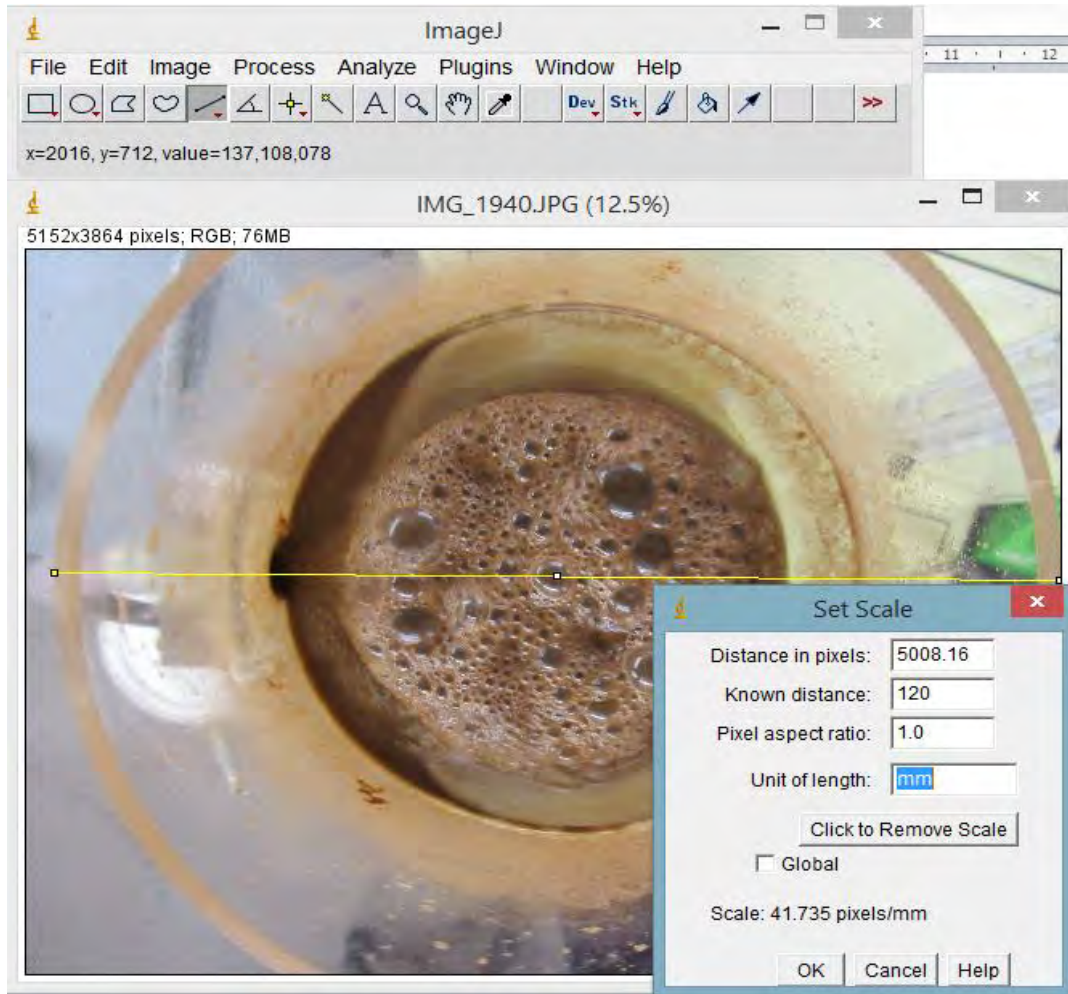 ImageJ
11 12
File Edit Image Process Analyze Plugins Window Help
A Dev Stk >>
x=2016, y=712, value=137,108,078
IMG_1940.JPG (12.5%)
5152x3864 pixels; RGB; 76MB
Set Scale
Distance in pixels: 5008.16
Known distance: 120
Pixel aspect ratio: 1.0
Unit of length: mm
Click to Remove Scale
Global
Scale: 41.735 pixels/mm
OK Cancel Help